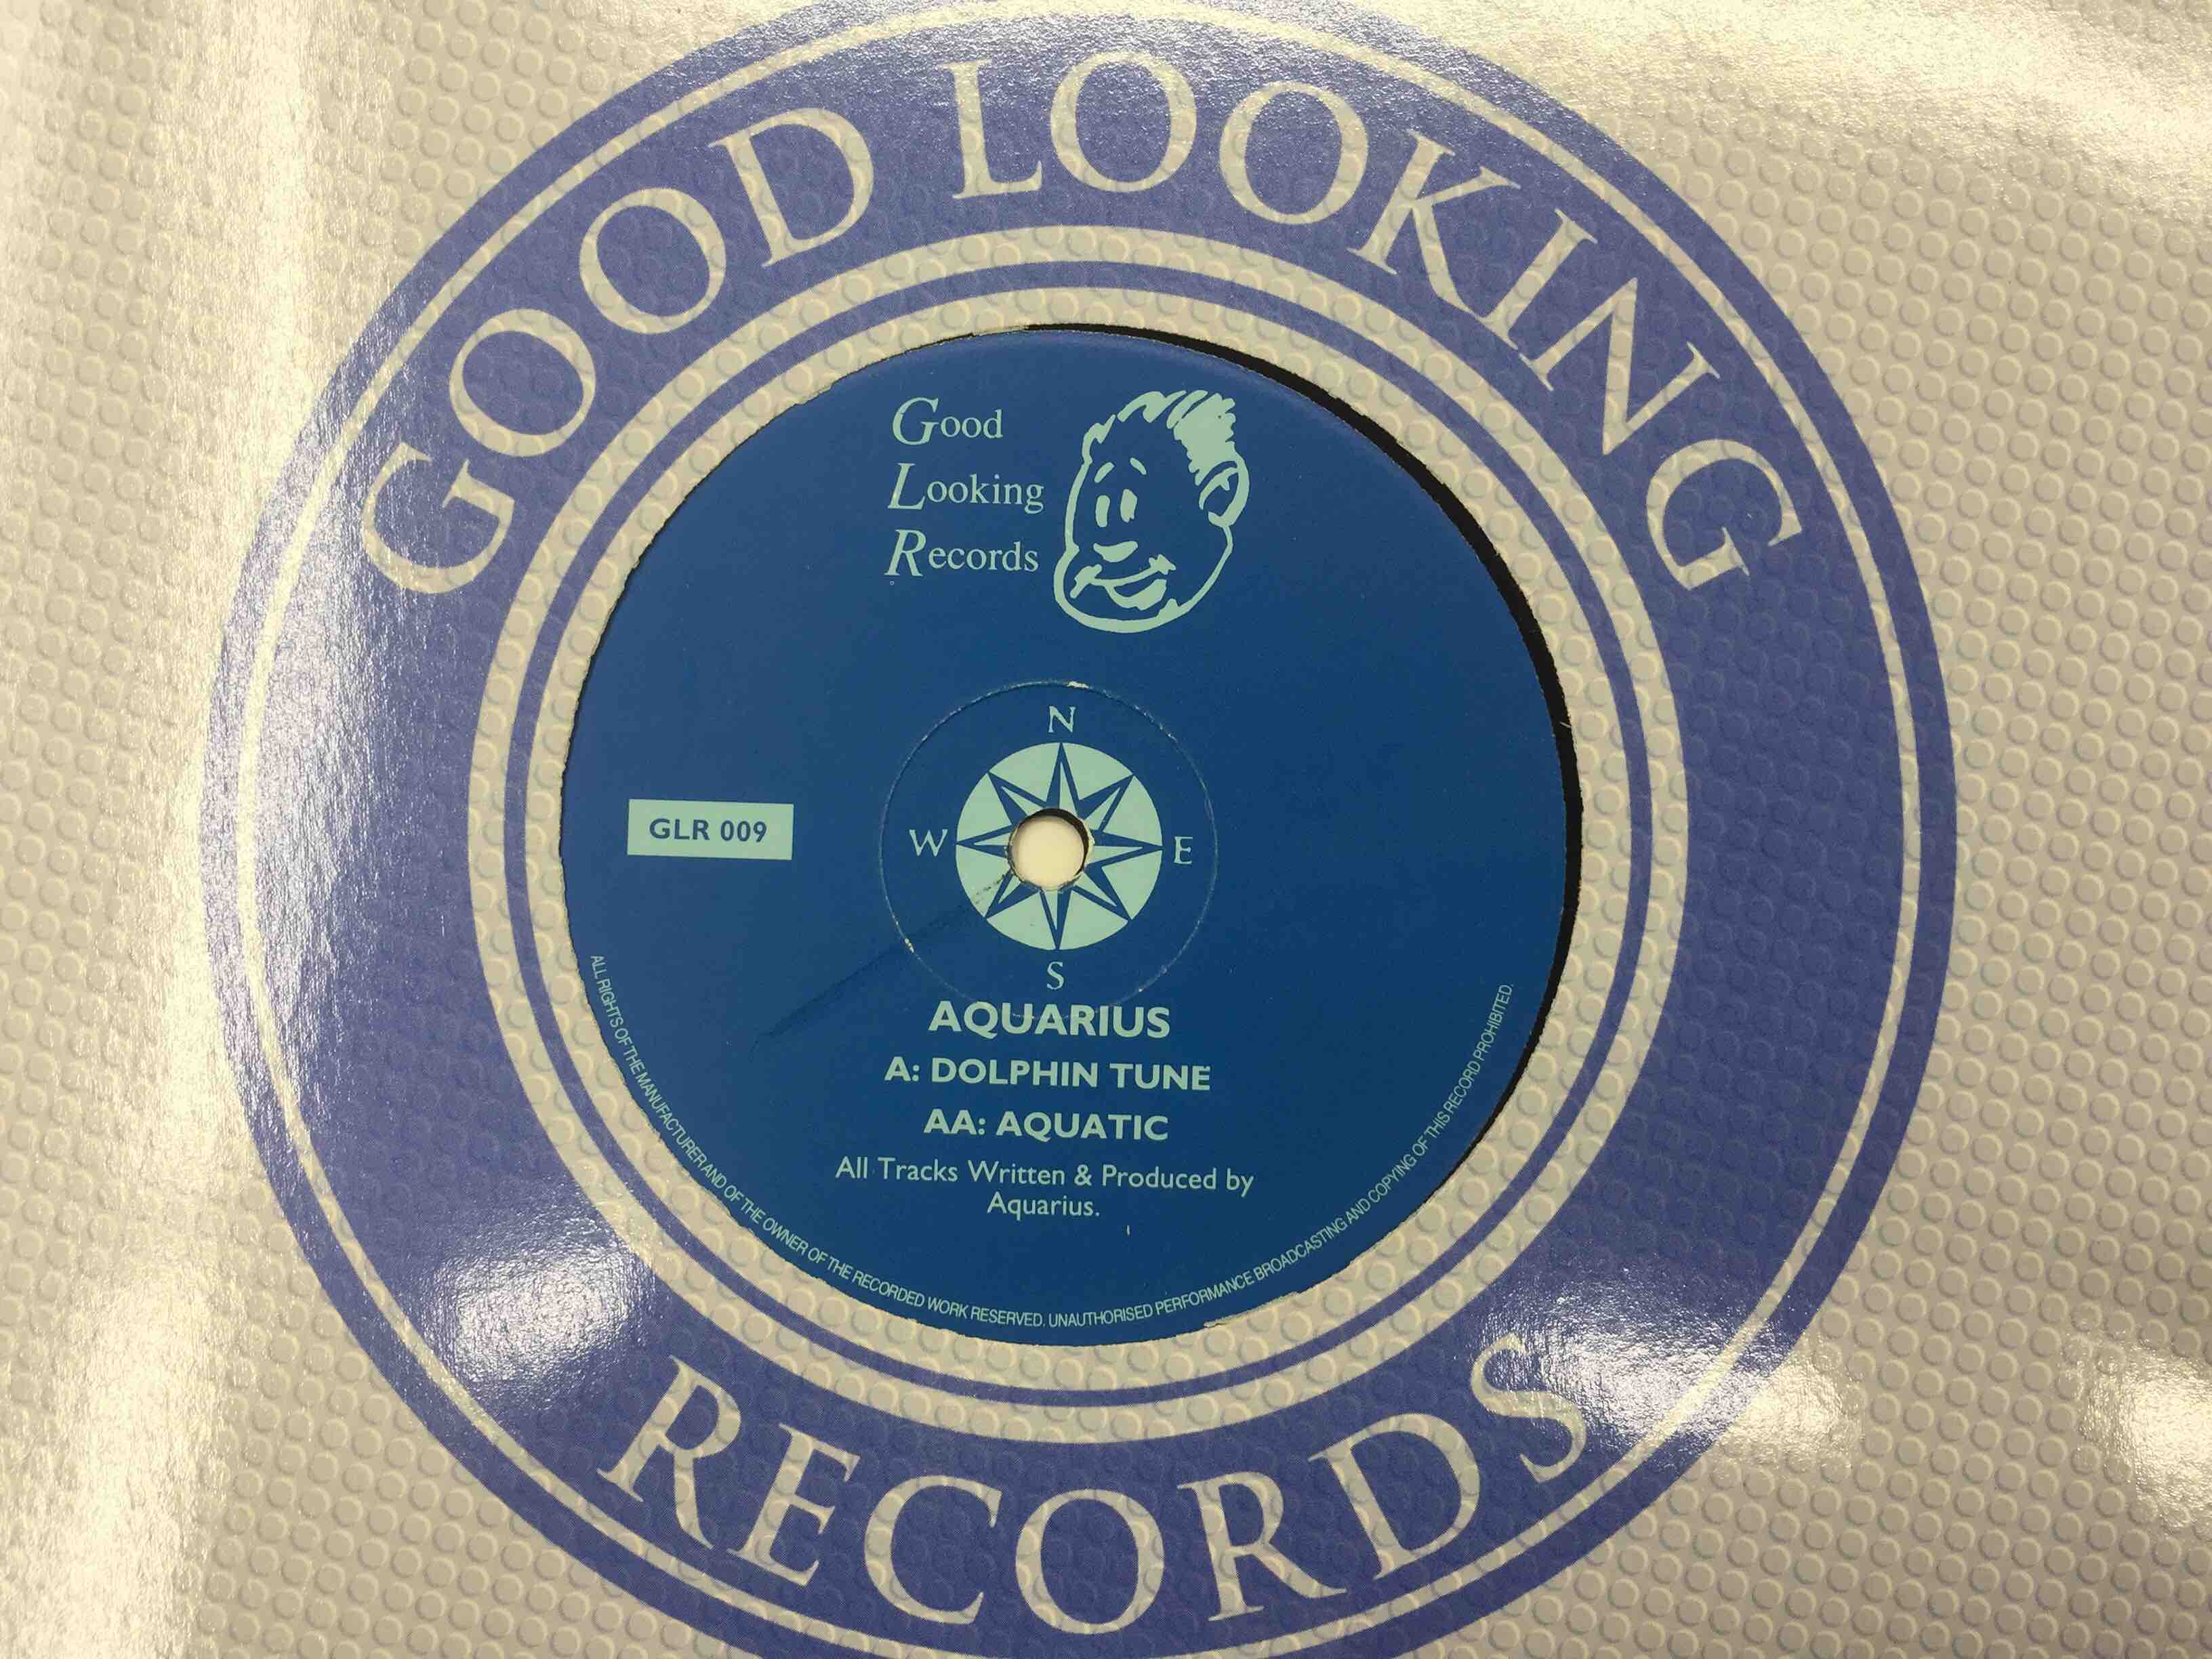 GOOD LOOKING
Good
Looking
Records
N
GLR 009
W
E
S
AQUARIUS
A: DOLPHIN TUNE
AA: AQUATIC
All Tracks Written & Produced by
Aquarius.
ALL RIGHTS OF THE MANUFACTURER AND OF THE OWNER OF THE RECORDED WORK RESERVED. UNAUTHORISED PERFORMANCE BROADCASTING AND COPYING OF THIS RECORD PROHIBITED.
RECORDS